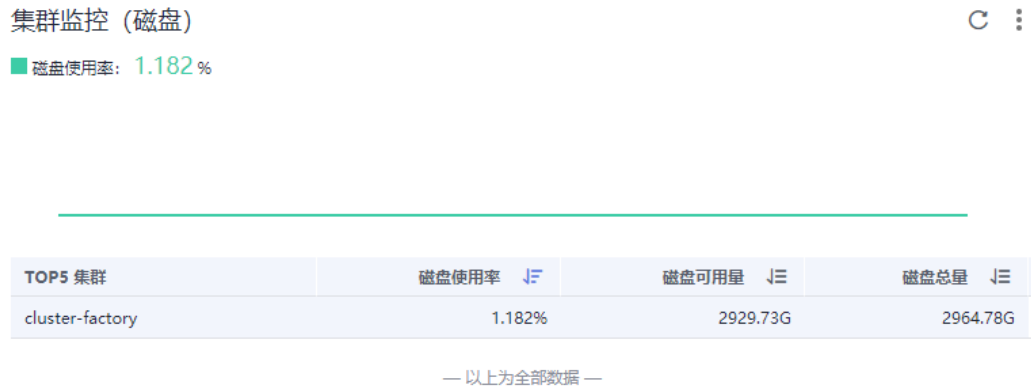 集群监控（磁盘）
磁盘使用率： 1.182 %
TOP5 集群 磁盘使用率 磁盘可用量 磁盘总量
cluster-factory 1.182% 2929.73G 2964.78G
— 以上为全部数据 —